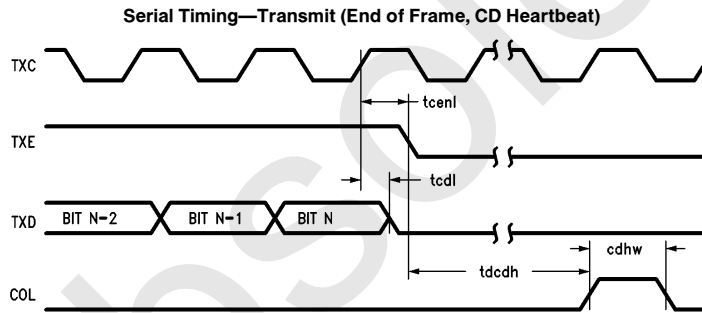 Serial Timing—Transmit (End of Frame, CD Heartbeat)
TXC
tcenl
TXE
tcdl
TXD BIT N-2 BIT N-1 BIT N
cdhw
tdcdh
COL